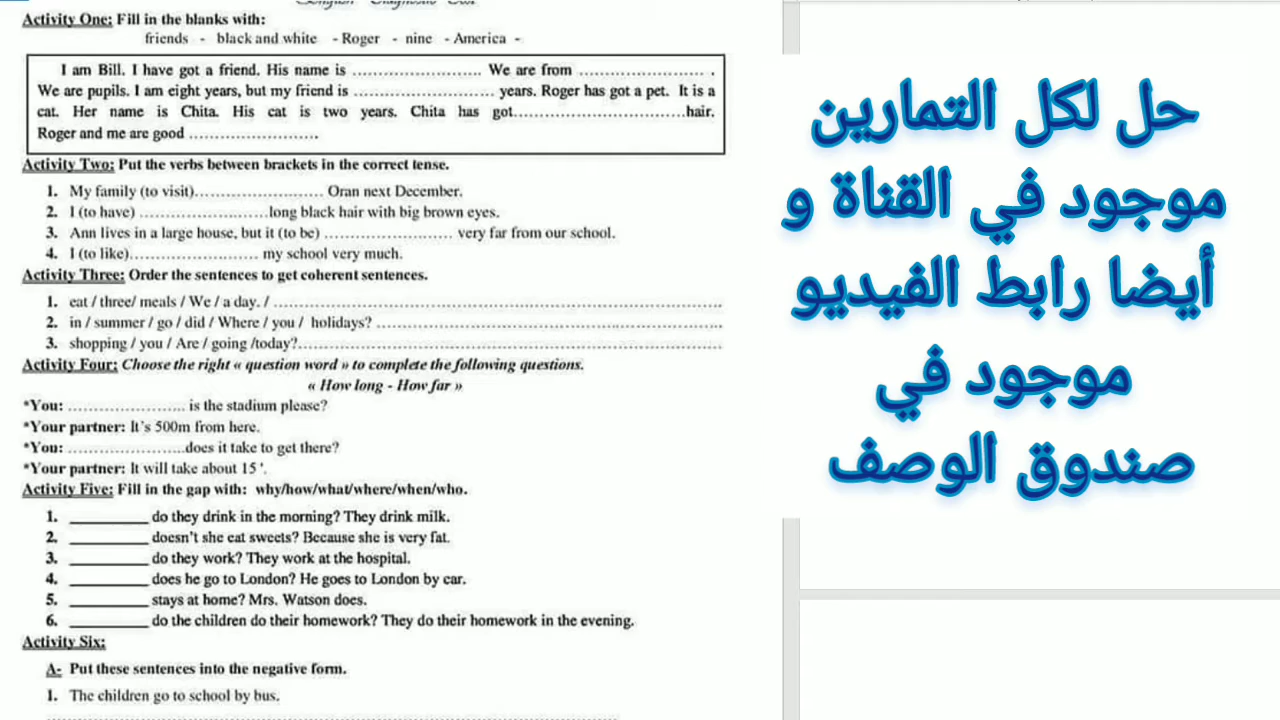 English Diagnostic Test
Activity One: Fill in the blanks with:
friends - black and white - Roger - nine - America -
I am Bill. I have got a friend. His name is ........................... We are from .......................... .
We are pupils. I am eight years, but my friend is .............................. years. Roger has got a pet. It is a
cat. Her name is Chita. His cat is two years. Chita has got....................................hair.
Roger and me are good ...........................
Activity Two: Put the verbs between brackets in the correct tense.
1. My family (to visit)........................... Oran next December.
2. I (to have) ...........................long black hair with big brown eyes.
3. Ann lives in a large house, but it (to be) ........................... very far from our school.
4. I (to like)........................... my school very much.
Activity Three: Order the sentences to get coherent sentences.
1. eat / three/ meals / We / a day. / ................................................................
2. in / summer / go / did / Where / you / holidays? ................................................................
3. shopping / you / Are / going /today?................................................................
Activity Four: Choose the right « question word » to complete the following questions.
« How long - How far »
*You: ......................... is the stadium please?
*Your partner: It's 500m from here.
*You: .........................does it take to get there?
*Your partner: It will take about 15 '.
Activity Five: Fill in the gap with: why/how/what/where/when/who.
1. _________ do they drink in the morning? They drink milk.
2. _________ doesn't she eat sweets? Because she is very fat.
3. _________ do they work? They work at the hospital.
4. _________ does he go to London? He goes to London by car.
5. _________ stays at home? Mrs. Watson does.
6. _________ do the children do their homework? They do their homework in the evening.
Activity Six:
A- Put these sentences into the negative form.
1. The children go to school by bus.
حل لكل التمارين
موجود في القناة و
أيضا رابط الفيديو
موجود في
صندوق الوصف